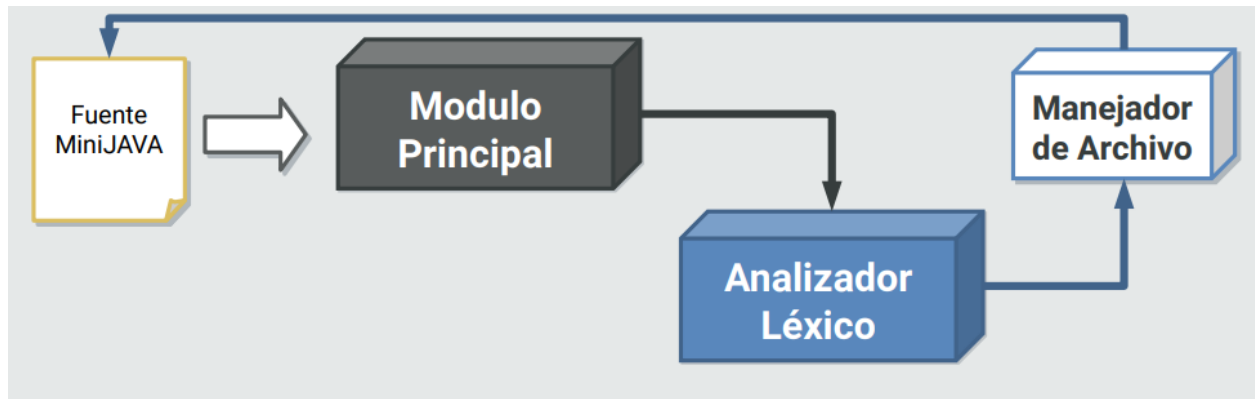 Fuente
MiniJAVA
Modulo
Principal
Manejador
de Archivo
Analizador
Léxico